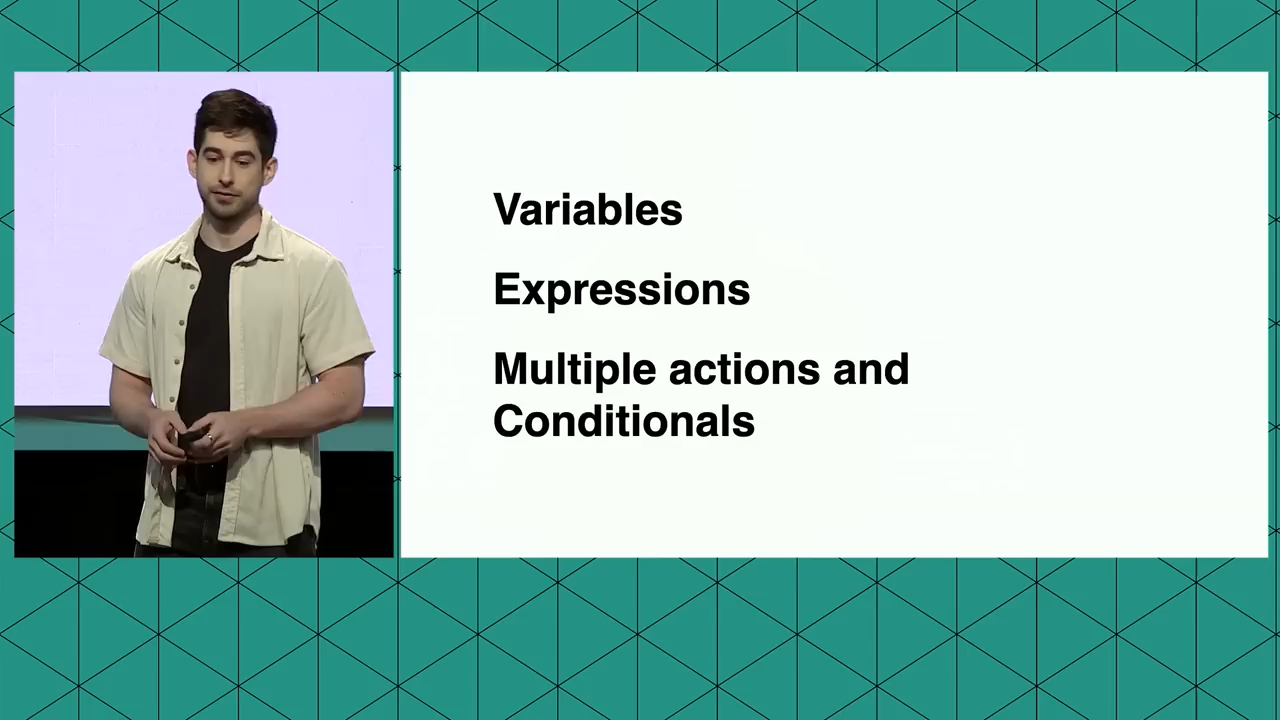 Variables
Expressions
Multiple actions and
Conditionals